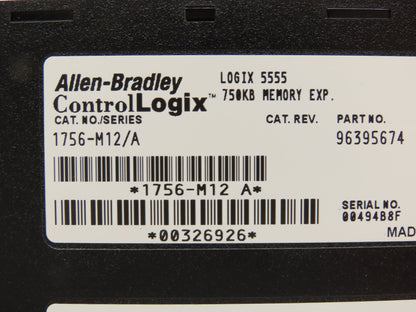 Allen-Bradley LOGIX 5555
ControlLogix™ 750KB MEMORY EXP.
CAT. NO./SERIES CAT. REV. PART NO.
1756-M12/A 96395674
*1756-M12 A*
SERIAL NO.
00494B8F
*00326926*
MAD